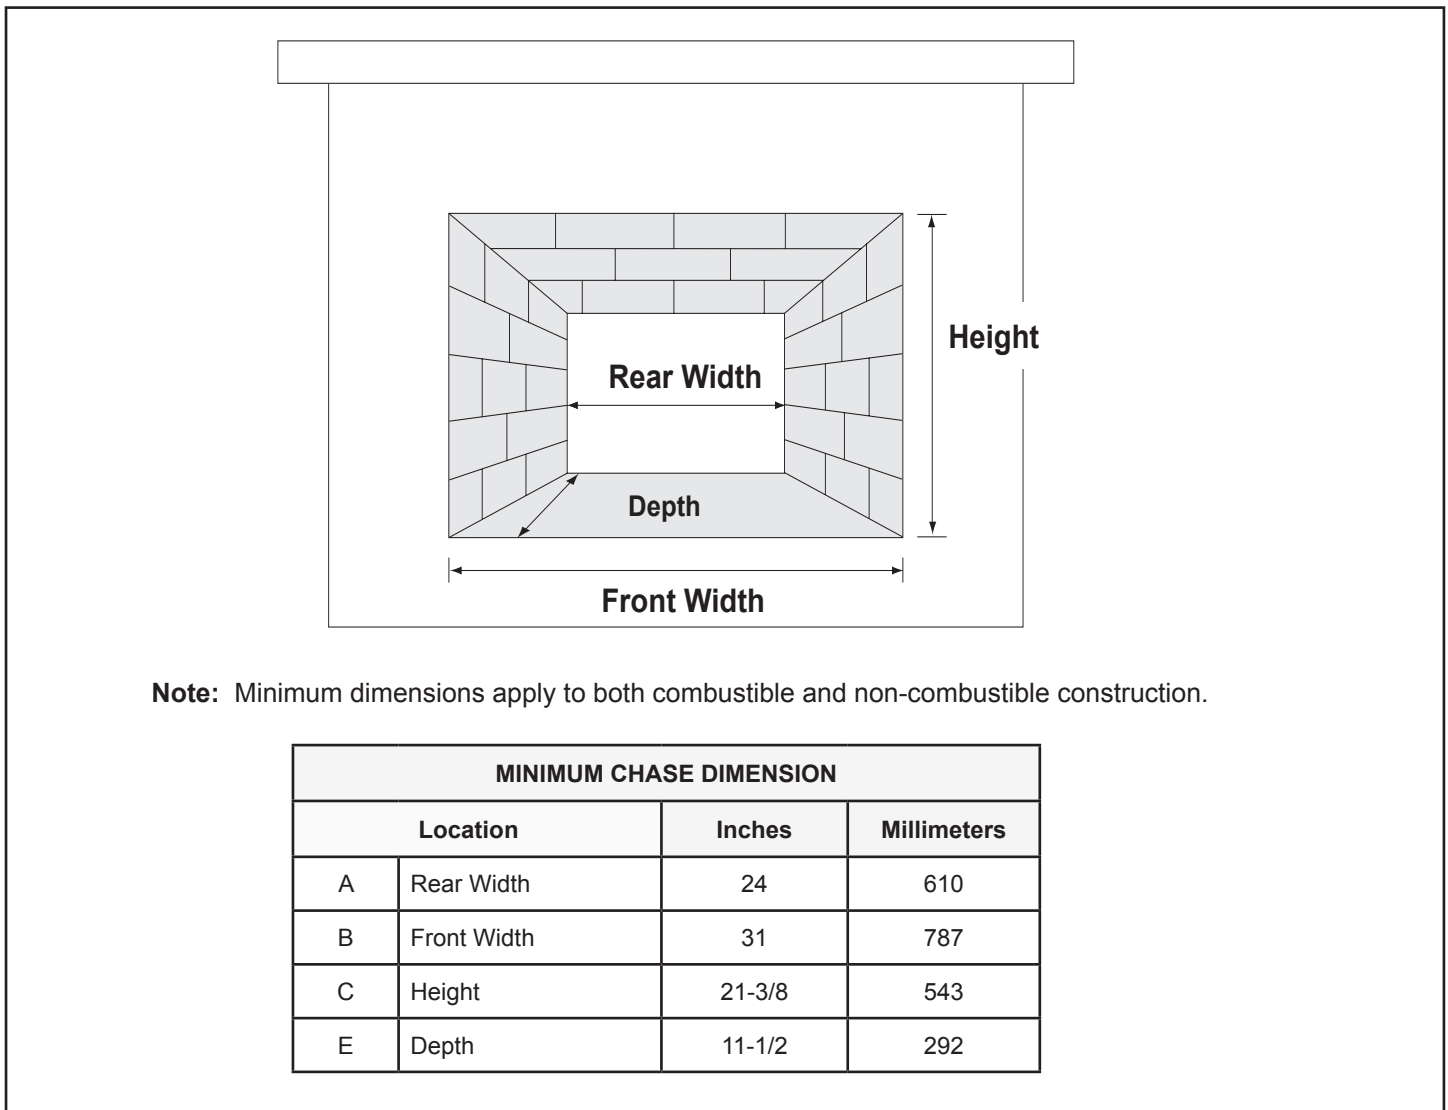 Height
Rear Width
Depth
Front Width
Note: Minimum dimensions apply to both combustible and non-combustible construction.
MINIMUM CHASE DIMENSION
Location Inches Millimeters
A Rear Width 24 610
B Front Width 31 787
C Height 21-3/8 543
E Depth 11-1/2 292